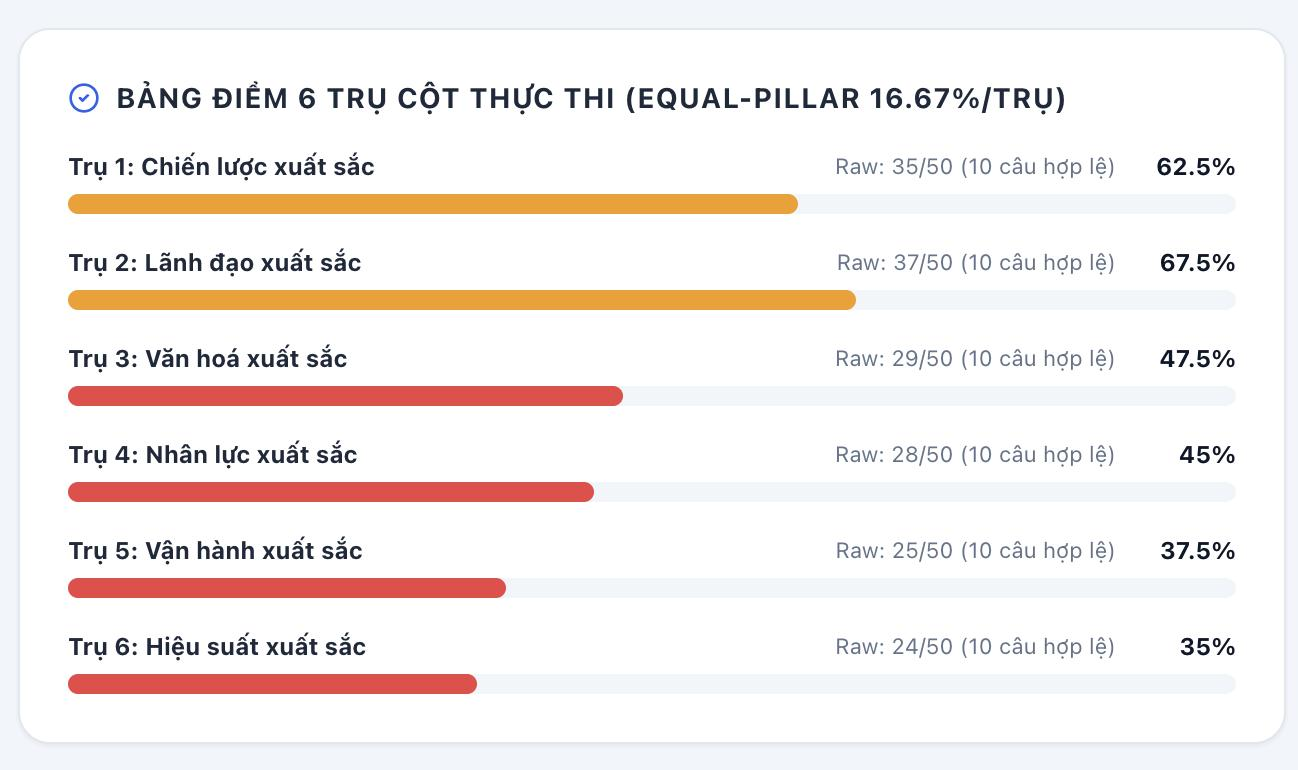 BẢNG ĐIỂM 6 TRỤ CỘT THỰC THI (EQUAL-PILLAR 16.67%/TRỤ)
Trụ 1: Chiến lược xuất sắc Raw: 35/50 (10 câu hợp lệ) 62.5%
Trụ 2: Lãnh đạo xuất sắc Raw: 37/50 (10 câu hợp lệ) 67.5%
Trụ 3: Văn hoá xuất sắc Raw: 29/50 (10 câu hợp lệ) 47.5%
Trụ 4: Nhân lực xuất sắc Raw: 28/50 (10 câu hợp lệ) 45%
Trụ 5: Vận hành xuất sắc Raw: 25/50 (10 câu hợp lệ) 37.5%
Trụ 6: Hiệu suất xuất sắc Raw: 24/50 (10 câu hợp lệ) 35%